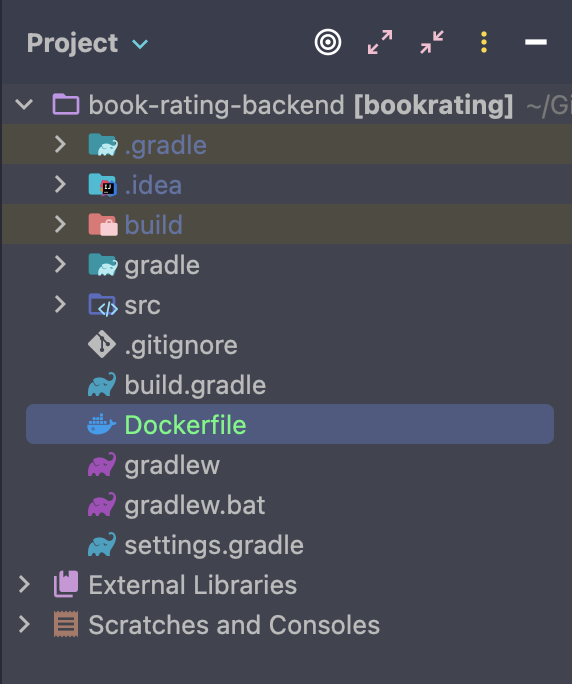 Project
book-rating-backend [bookrating] ~/Gi
.gradle
.idea
build
gradle
src
.gitignore
build.gradle
Dockerfile
gradlew
gradlew.bat
settings.gradle
External Libraries
Scratches and Consoles